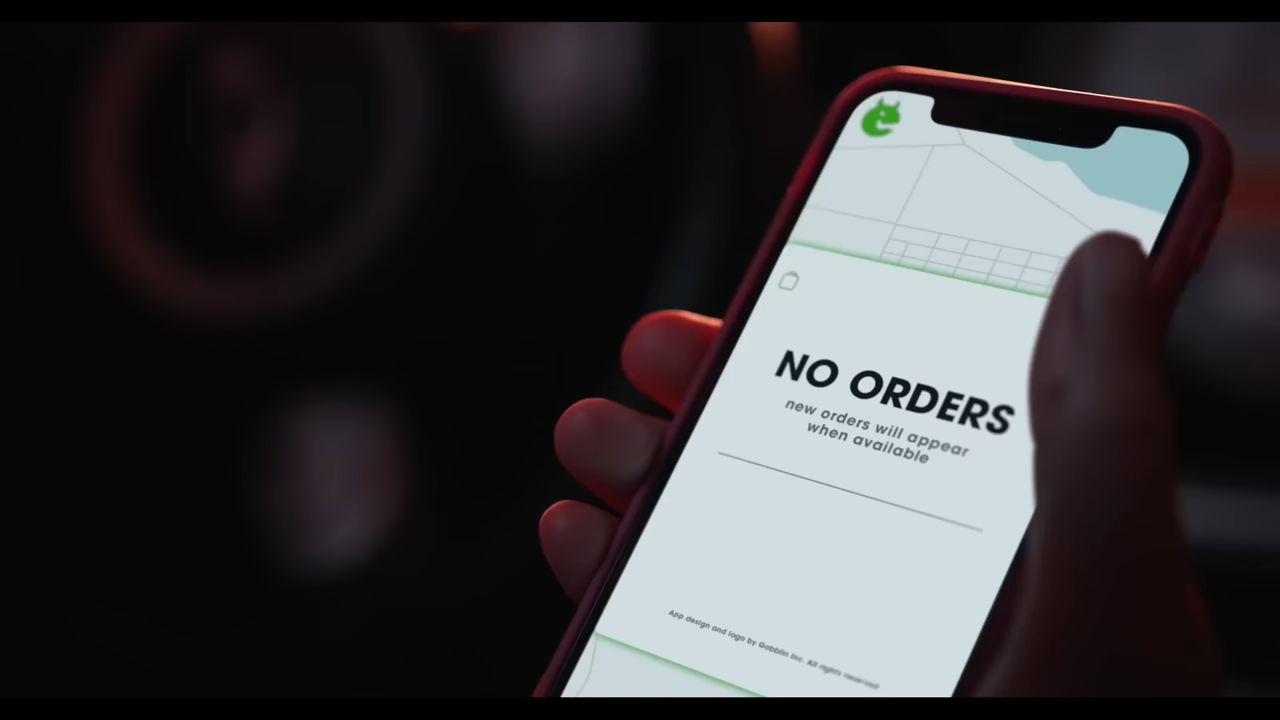 NO ORDERS
new orders will appear
when available
App design and logo by Gobblin Inc. All rights reserved